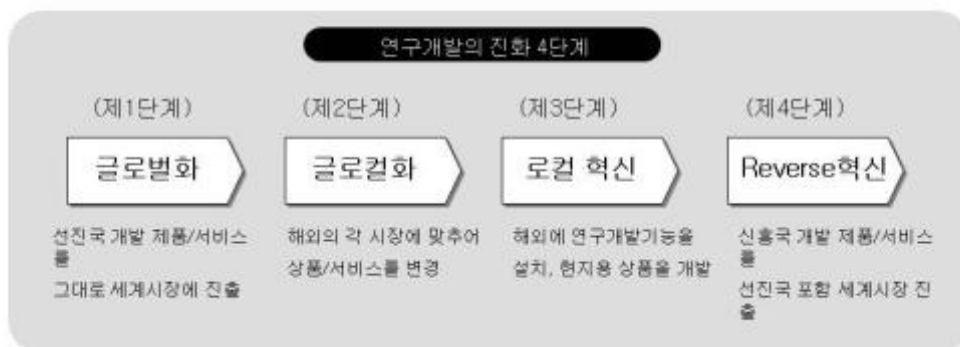 연구개발의 진화 4단계
(제1단계)
(제2단계)
(제3단계)
(제4단계)
글로벌화
글로컬화
로컬 혁신
Reverse혁신
선진국 개발 제품/서비스
를
그대로 세계시장에 진출
해외의 각 시장에 맞추어
상품/서비스를 변경
해외에 연구개발기능을
설치, 현지용 상품을 개발
신흥국 개발 제품/서비스
를
선진국 포함 세계시장 진
출